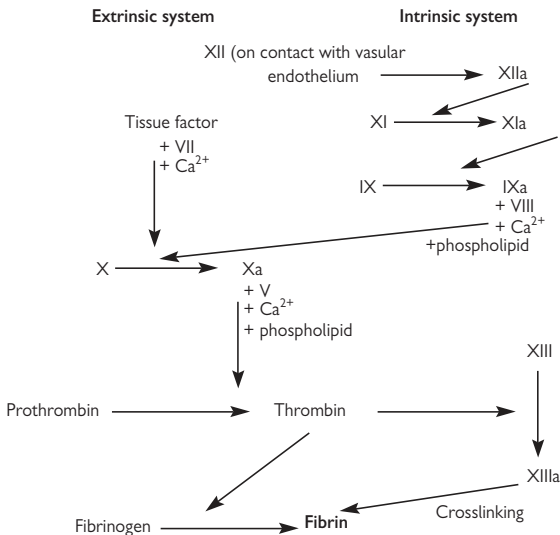 Extrinsic system
Intrinsic system
XII (on contact with vasular
endothelium
XIIa
Tissue factor
+ VII
+ Ca²⁺
XI
XIa
IX
IXa
+ VIII
+ Ca²⁺
+phospholipid
X
Xa
+ V
+ Ca²⁺
+ phospholipid
XIII
Prothrombin
Thrombin
XIIIa
Crosslinking
Fibrinogen
Fibrin